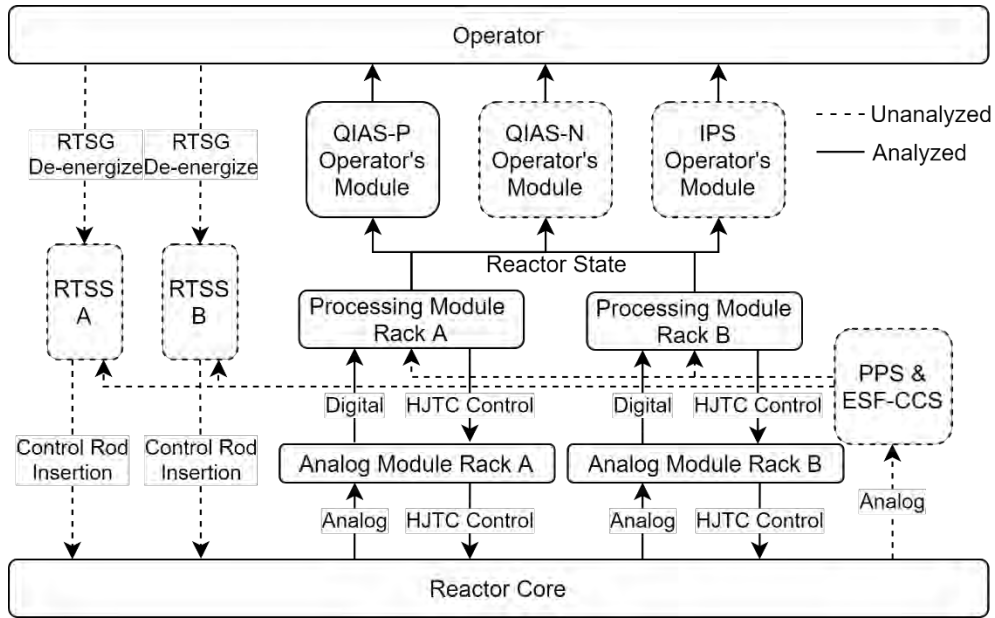 Operator
RTSG
De-energize
RTSG
De-energize
QIAS-P
Operator's
Module
QIAS-N
Operator's
Module
IPS
Operator's
Module
Unanalyzed
Analyzed
RTSS
A
RTSS
B
Reactor State
Processing Module
Rack A
Processing Module
Rack B
PPS &
ESF-CCS
Digital
HJTC Control
Digital
HJTC Control
Control Rod
Insertion
Control Rod
Insertion
Analog Module Rack A
Analog Module Rack B
Analog
HJTC Control
Analog
HJTC Control
Analog
Reactor Core